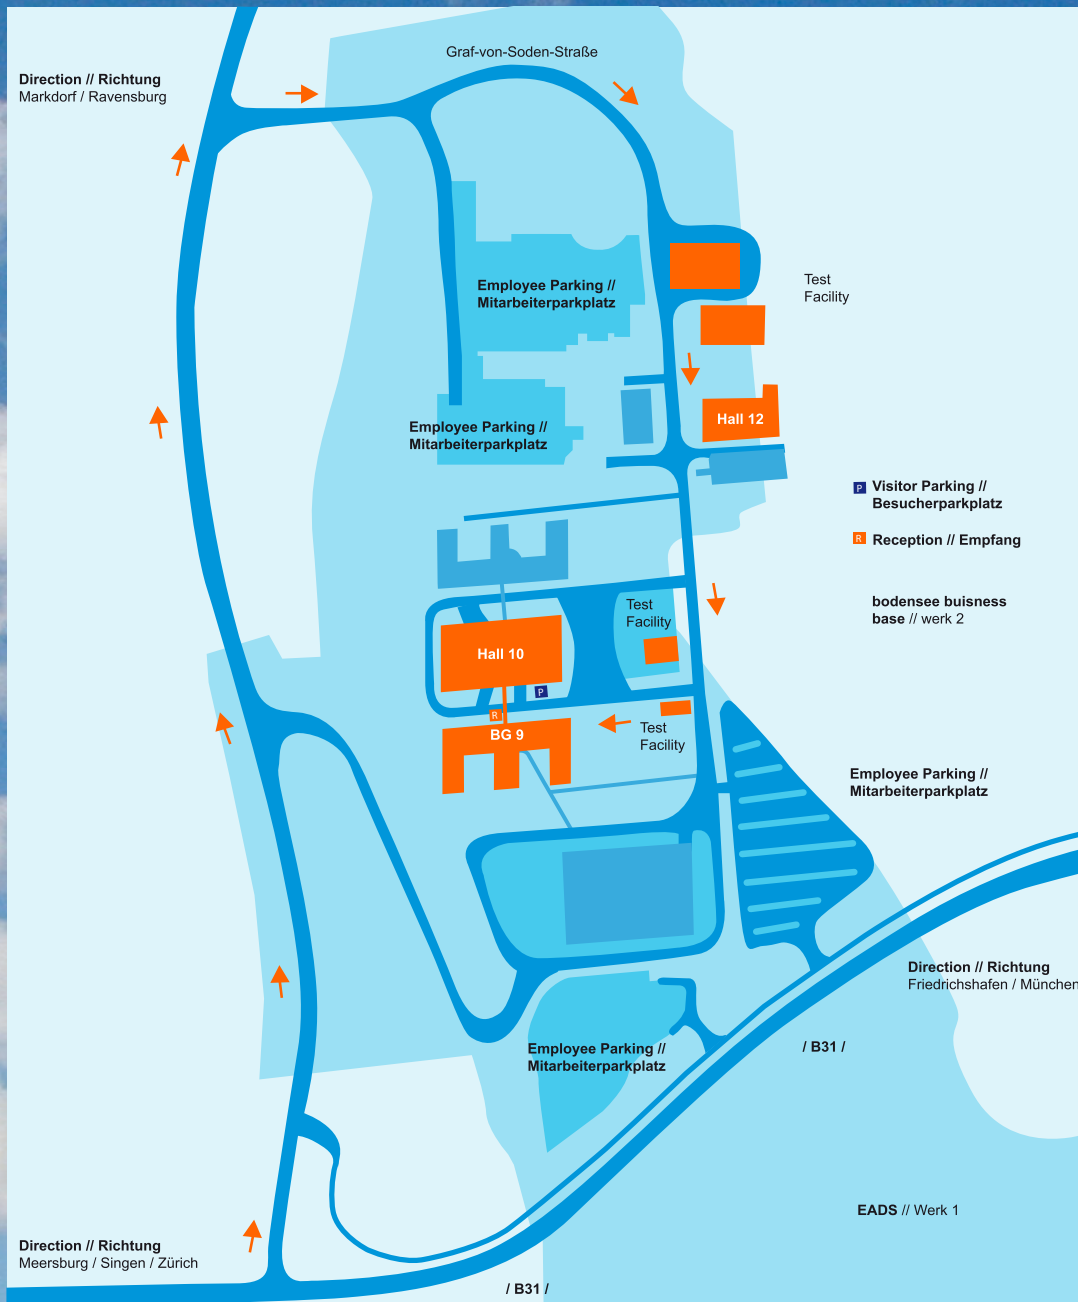 Graf-von-Soden-Straße
Direction // Richtung
Markdorf / Ravensburg
Employee Parking //
Mitarbeiterparkplatz
Test
Facility
Hall 12
Employee Parking //
Mitarbeiterparkplatz
P Visitor Parking //
Besucherparkplatz
R Reception // Empfang
bodensee buisness
base // werk 2
Test
Facility
Hall 10
P
R
BG 9
Test
Facility
Employee Parking //
Mitarbeiterparkplatz
Direction // Richtung
Friedrichshafen / München
Employee Parking //
Mitarbeiterparkplatz
/ B31 /
EADS // Werk 1
Direction // Richtung
Meersburg / Singen / Zürich
/ B31 /